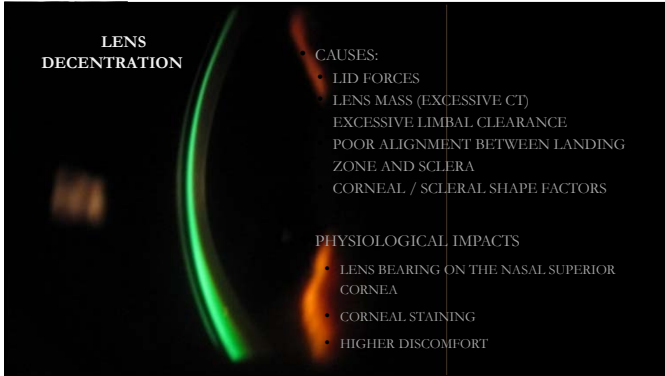 LENS
DECENTRATION
• CAUSES:
• LID FORCES
• LENS MASS (EXCESSIVE CT)
EXCESSIVE LIMBAL CLEARANCE
POOR ALIGNMENT BETWEEN LANDING
ZONE AND SCLERA
CORNEAL / SCLERAL SHAPE FACTORS
PHYSIOLOGICAL IMPACTS
• LENS BEARING ON THE NASAL SUPERIOR
CORNEA
• CORNEAL STAINING
• HIGHER DISCOMFORT